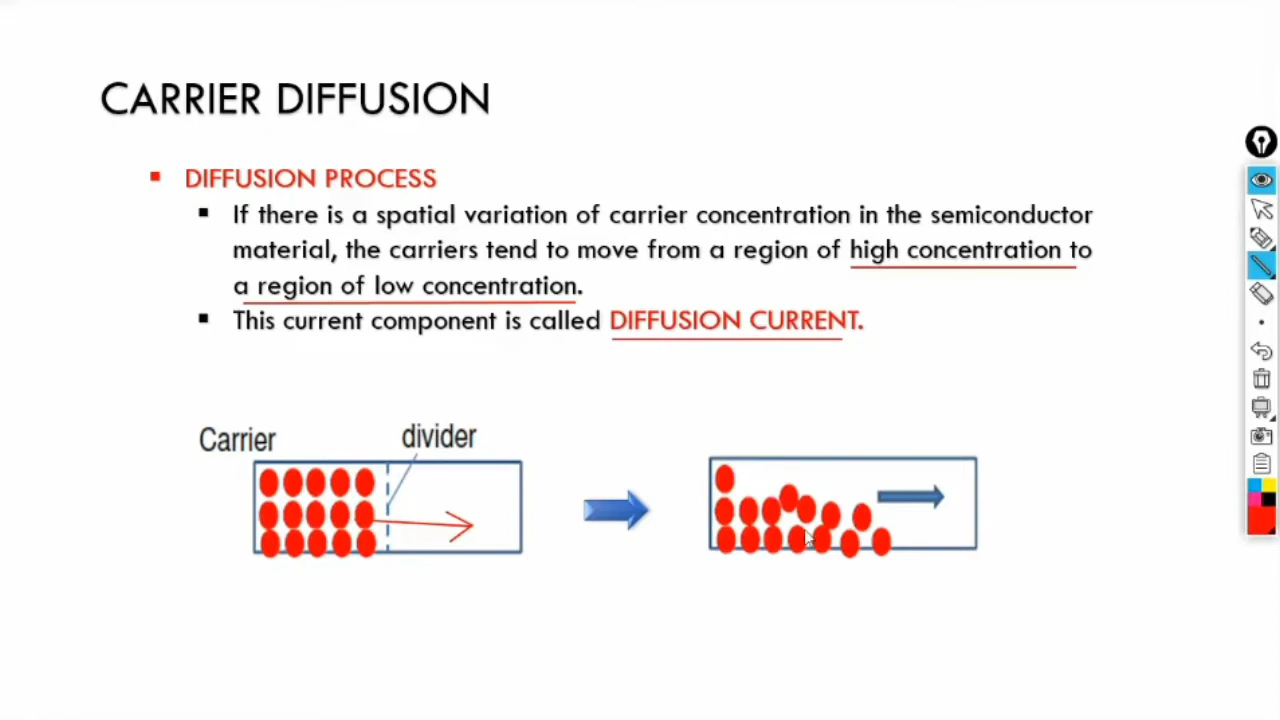 CARRIER DIFFUSION
DIFFUSION PROCESS
If there is a spatial variation of carrier concentration in the semiconductor
material, the carriers tend to move from a region of high concentration to
a region of low concentration.
This current component is called DIFFUSION CURRENT.
Carrier
divider